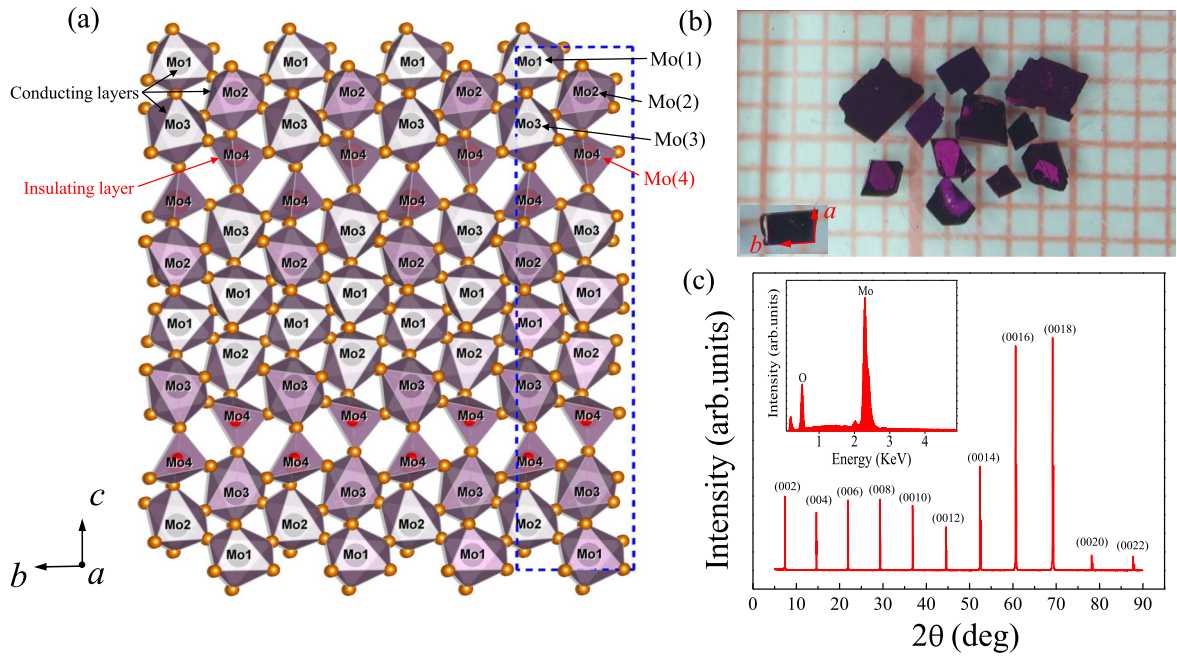 (a)
Mo1 Mo1 Mo1 Mo1 Mo(1)
Conducting layers Mo2 Mo2 Mo2 Mo2 Mo(2)
Mo3 Mo3 Mo3 Mo3 Mo(3)
Mo4 Mo4 Mo4 Mo4
Insulating layer Mo(4)
Mo4 Mo4 Mo4 Mo4
Mo3 Mo3 Mo3 Mo3
Mo2 Mo2 Mo2 Mo2
Mo1 Mo1 Mo1 Mo1
Mo1 Mo1 Mo1 Mo1
Mo2 Mo2 Mo2 Mo2
Mo3 Mo3 Mo3 Mo3
Mo4 Mo4 Mo4 Mo4
Mo4 Mo4 Mo4 Mo4
Mo3 Mo3 Mo3 Mo3
Mo2 Mo2 Mo2 Mo2
Mo1 Mo1 Mo1 Mo1
c
b
a
(b)
a
b
(c)
Intensity (arb.units)
2θ (deg)
0 10 20 30 40 50 60 70 80 90
(002)
(004)
(006)
(008)
(0010)
(0012)
(0014)
(0016)
(0018)
(0020)
(0022)
Intensity (arb.units)
O
Mo
1 2 3 4
Energy (KeV)